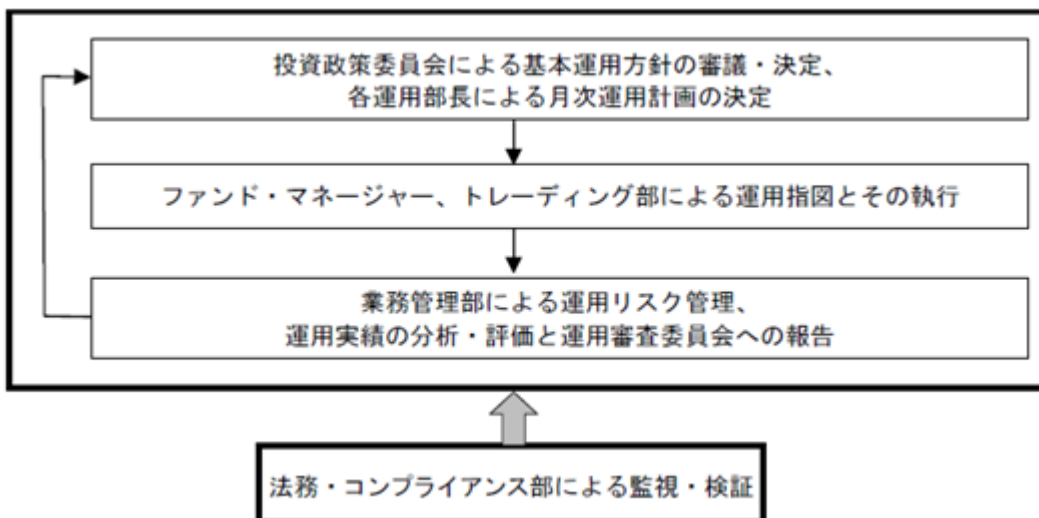 投資政策委員会による基本運用方針の審議・決定、
各運用部長による月次運用計画の決定
ファンド・マネージャー、トレーディング部による運用指図とその執行
業務管理部による運用リスク管理、
運用実績の分析・評価と運用審査委員会への報告
法務・コンプライアンス部による監視・検証